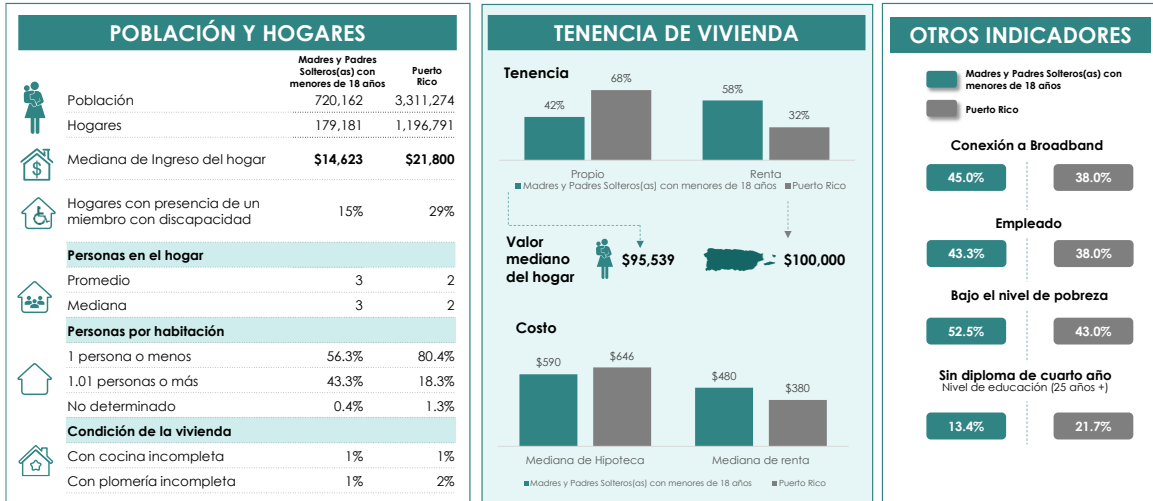 POBLACIÓN Y HOGARES
Madres y Padres
Solteros(as) con
menores de 18 años
Puerto
Rico
Población 720,162 3,311,274
Hogares 179,181 1,196,791
Mediana de Ingreso del hogar $14,623 $21,800
Hogares con presencia de un
miembro con discapacidad
15% 29%
Personas en el hogar
Promedio 3 2
Mediana 3 2
Personas por habitación
1 persona o menos 56.3% 80.4%
1.01 personas o más 43.3% 18.3%
No determinado 0.4% 1.3%
Condición de la vivienda
Con cocina incompleta 1% 1%
Con plomería incompleta 1% 2%
TENENCIA DE VIVIENDA
Tenencia
42% 68% 58% 32%
Propio Renta
Madres y Padres Solteros(as) con menores de 18 años Puerto Rico
Valor
mediano
del hogar
$95,539 $100,000
Costo
$590 $646 $480 $380
Mediana de Hipoteca Mediana de renta
Madres y Padres Solteros(as) con menores de 18 años Puerto Rico
OTROS INDICADORES
Madres y Padres Solteros(as) con
menores de 18 años
Puerto Rico
Conexión a Broadband
45.0% 38.0%
Empleado
43.3% 38.0%
Bajo el nivel de pobreza
52.5% 43.0%
Sin diploma de cuarto año
Nivel de educación (25 años +)
13.4% 21.7%
$